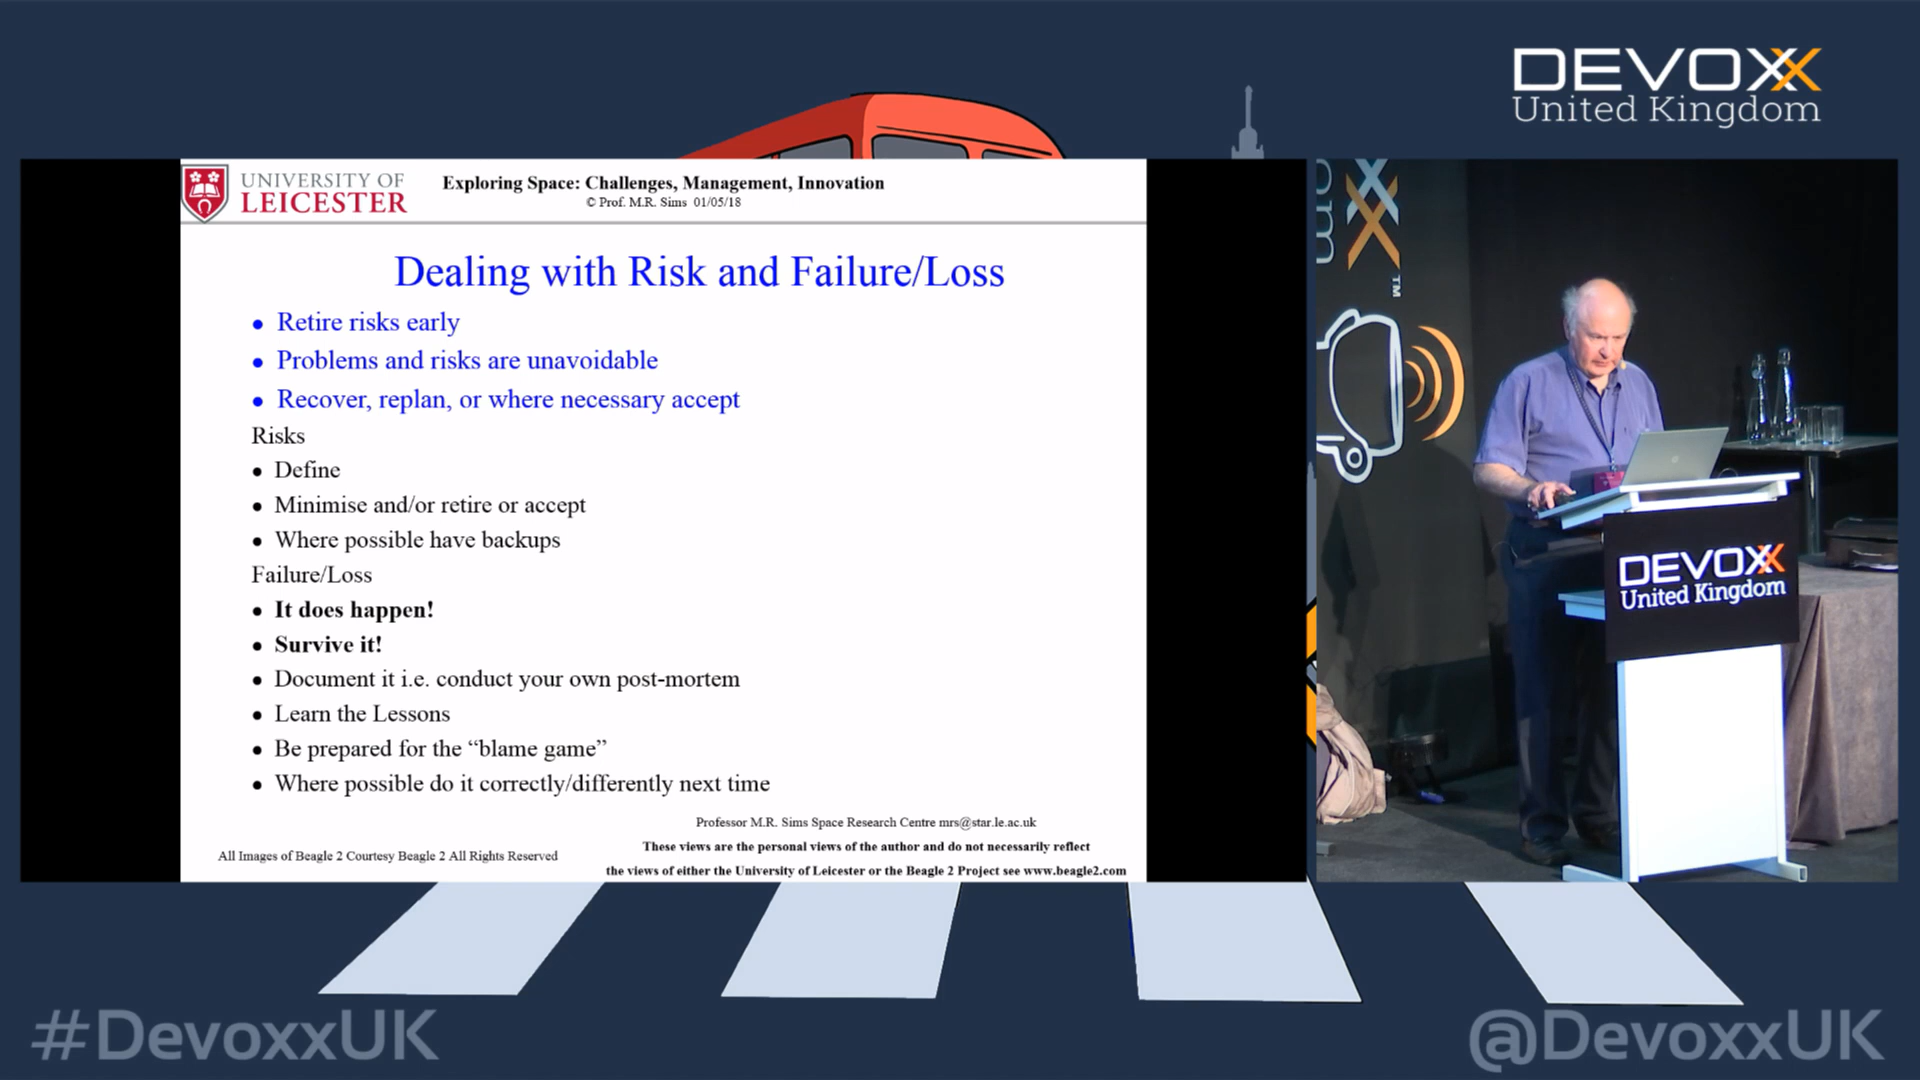 DEVOXX
United Kingdom
UNIVERSITY OF
LEICESTER
Exploring Space: Challenges, Management, Innovation
© Prof. M.R. Sims 01/05/18
Dealing with Risk and Failure/Loss
• Retire risks early
• Problems and risks are unavoidable
• Recover, replan, or where necessary accept
Risks
• Define
• Minimise and/or retire or accept
• Where possible have backups
Failure/Loss
• It does happen!
• Survive it!
• Document it i.e. conduct your own post-mortem
• Learn the Lessons
• Be prepared for the “blame game”
• Where possible do it correctly/differently next time
Professor M.R. Sims Space Research Centre mrs@star.le.ac.uk
All Images of Beagle 2 Courtesy Beagle 2 All Rights Reserved
These views are the personal views of the author and do not necessarily reflect
the views of either the University of Leicester or the Beagle 2 Project see www.beagle2.com
TM
DEVOXX
United Kingdom
#DevoxxUK
@DevoxxUK